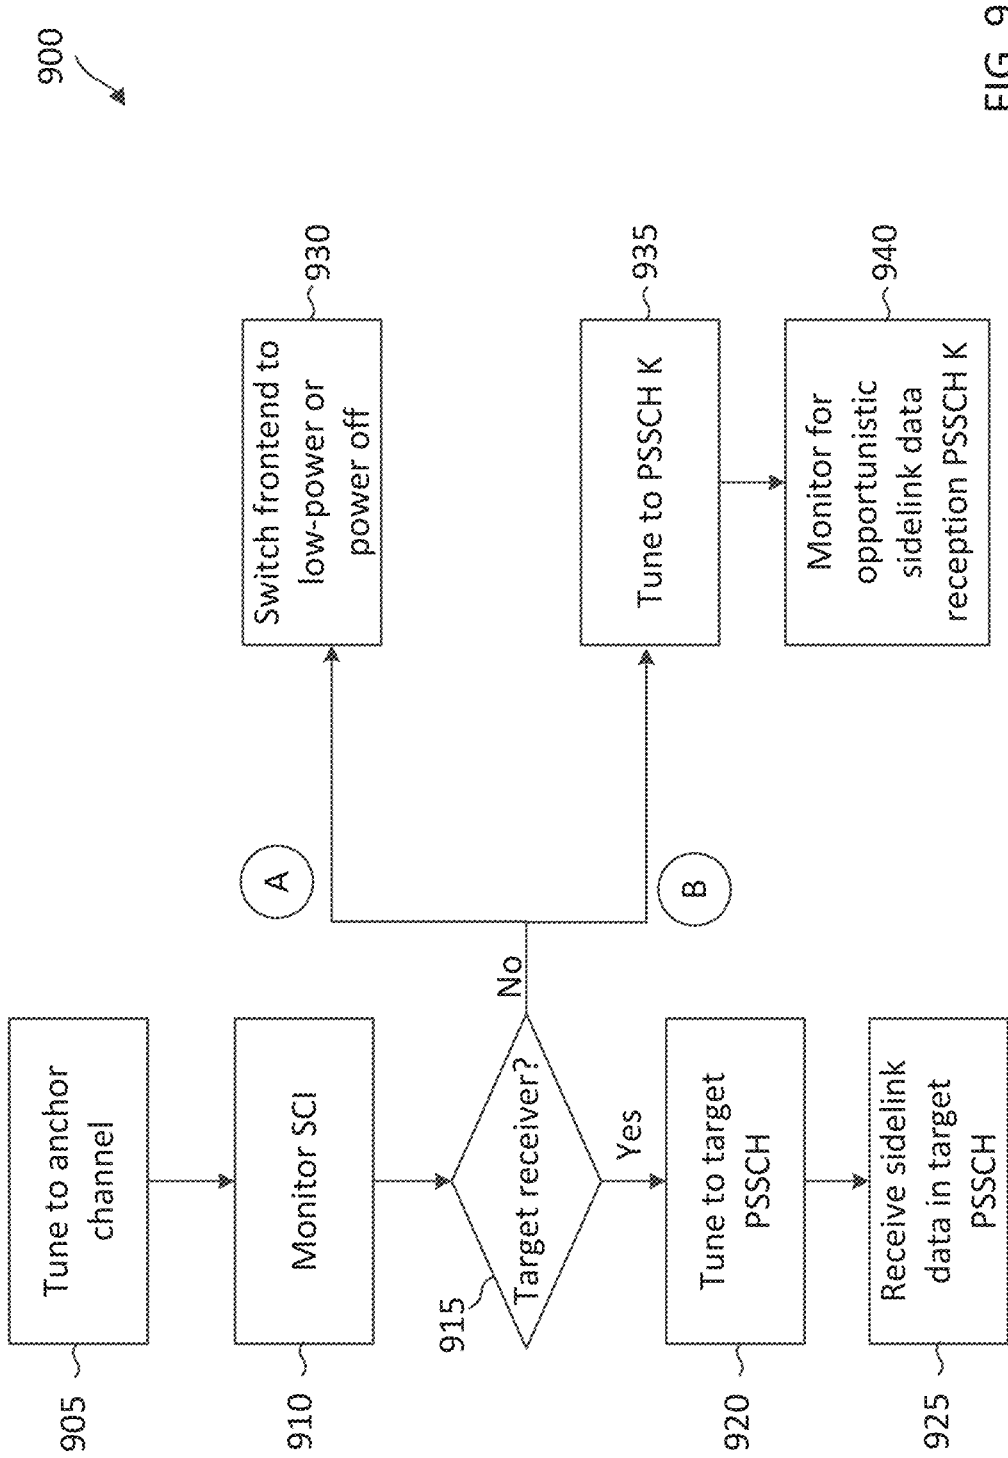 900
905
Tune to anchor
channel
910
Monitor SCI
915
Target receiver?
No
Yes
A
B
Switch frontend to
low-power or
power off
930
Tune to PSSCH K
935
Monitor for
opportunistic
sidelink data
reception PSSCH K
940
920
Tune to target
PSSCH
925
Receive sidelink
data in target
PSSCH
FIG. 9